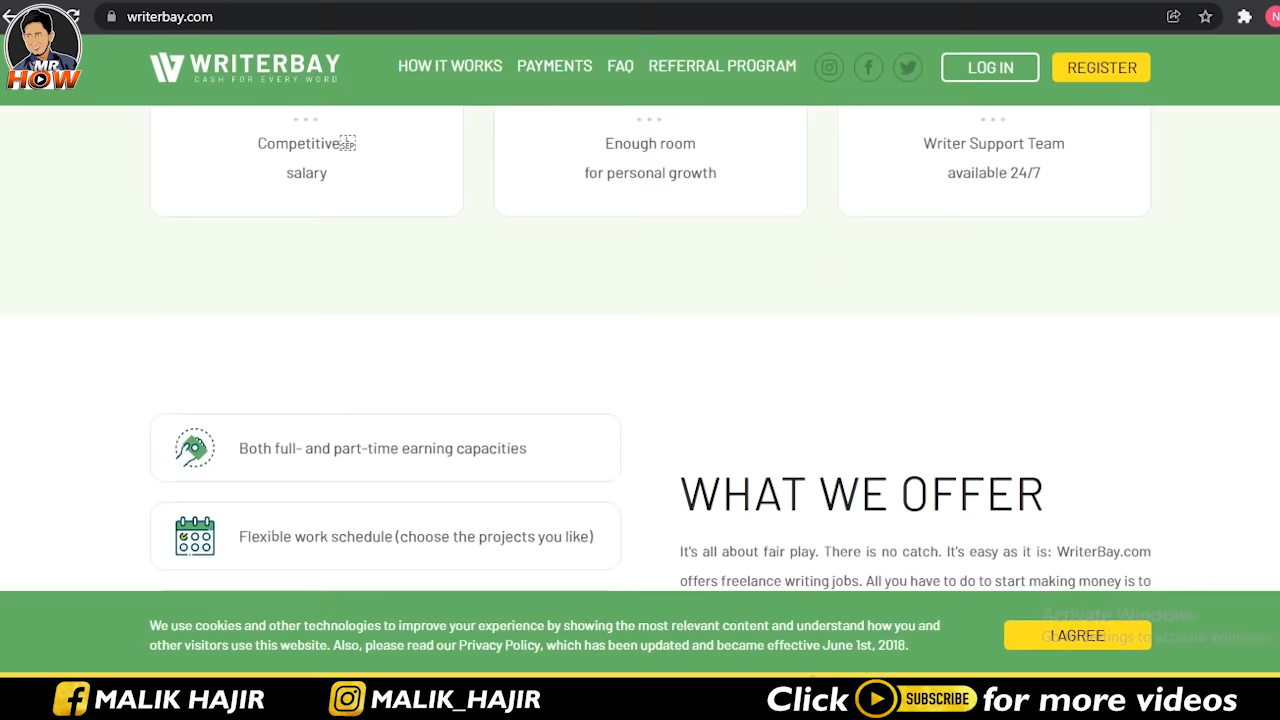 writerbay.com
N
MR
HOW
WRITERBAY
CASH FOR EVERY WORD
HOW IT WORKS
PAYMENTS
FAQ
REFERRAL PROGRAM
LOG IN
REGISTER
Competitive
salary
Enough room
for personal growth
Writer Support Team
available 24/7
Both full- and part-time earning capacities
Flexible work schedule (choose the projects you like)
WHAT WE OFFER
It's all about fair play. There is no catch. It's easy as it is: WriterBay.com
offers freelance writing jobs. All you have to do to start making money is to
We use cookies and other technologies to improve your experience by showing the most relevant content and understand how you and
other visitors use this website. Also, please read our Privacy Policy, which has been updated and became effective June 1st, 2018.
I AGREE
Activate Windows
to activate Windows
MALIK HAJIR
MALIK_HAJIR
Click SUBSCRIBE for more videos